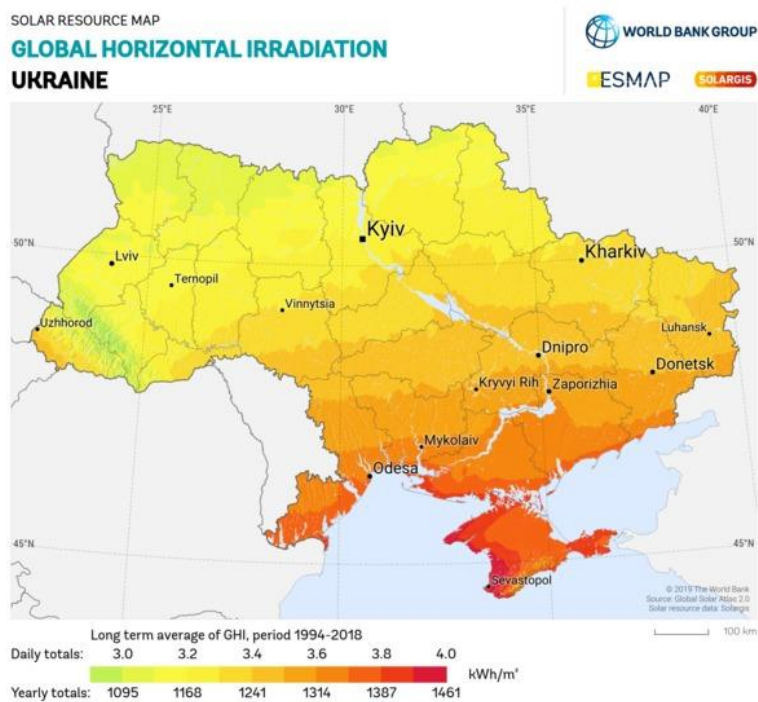 SOLAR RESOURCE MAP
GLOBAL HORIZONTAL IRRADIATION
UKRAINE
WORLD BANK GROUP
ESMAP
SOLARGIS
25°E 30°E 35°E 40°E
50°N
50°N
Kyiv
Lviv
Kharkiv
Ternopil
Vinnytsia
Uzhhorod
Luhansk
Dnipro
Donetsk
Kryvyi Rih
Zaporizhia
Mykolaiv
Odesa
45°N
45°N
Sevastopol
© 2019 The World Bank
Source: Global Solar Atlas 2.0
Solar resource data: Solargis
100 km
Long term average of GHI, period 1994-2018
Daily totals: 3.0 3.2 3.4 3.6 3.8 4.0
kWh/m²
Yearly totals: 1095 1168 1241 1314 1387 1461